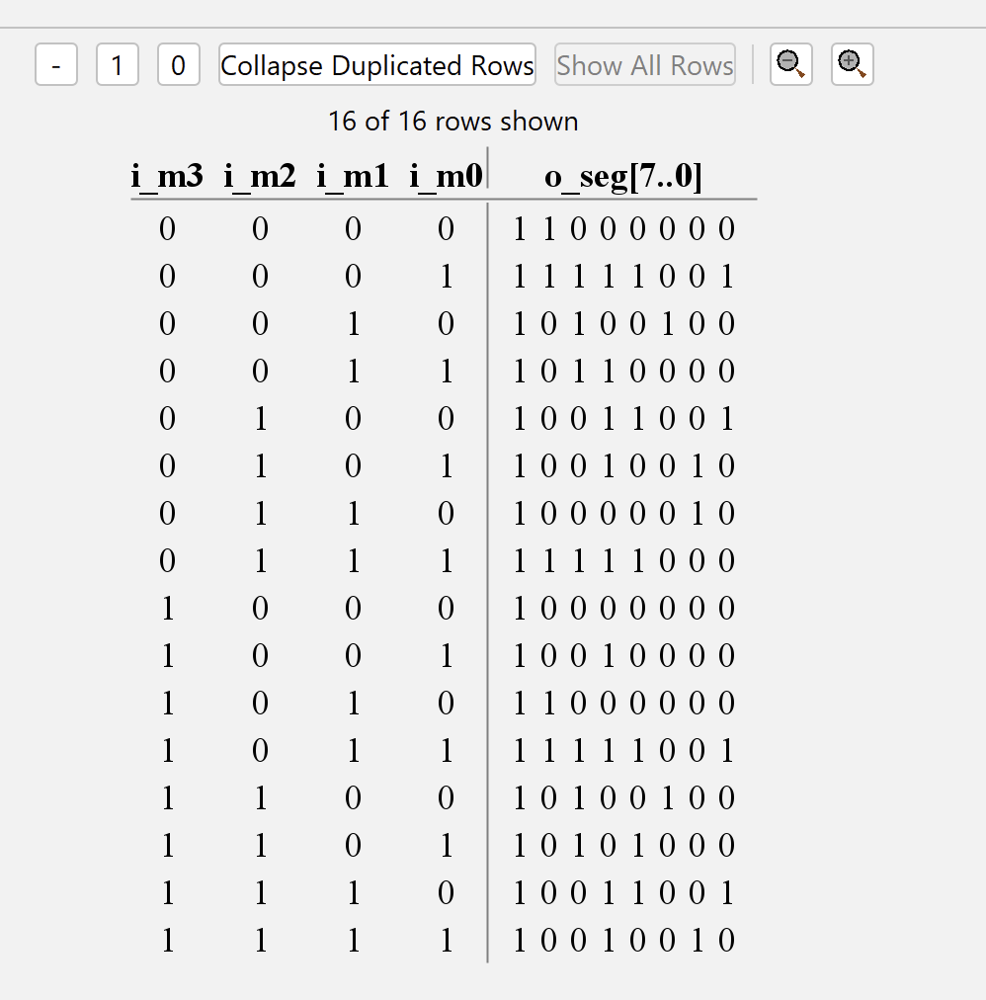 - 1 0 Collapse Duplicated Rows Show All Rows
16 of 16 rows shown
i_m3 i_m2 i_m1 i_m0 o_seg[7..0]
0 0 0 0 1 1 0 0 0 0 0 0
0 0 0 1 1 1 1 1 1 0 0 1
0 0 1 0 1 0 1 0 0 1 0 0
0 0 1 1 1 0 1 1 0 0 0 0
0 1 0 0 1 0 0 1 1 0 0 1
0 1 0 1 1 0 0 1 0 0 1 0
0 1 1 0 1 0 0 0 0 0 1 0
0 1 1 1 1 1 1 1 1 0 0 0
1 0 0 0 1 0 0 0 0 0 0 0
1 0 0 1 1 0 0 1 0 0 0 0
1 0 1 0 1 1 0 0 0 0 0 0
1 0 1 1 1 1 1 1 1 0 0 1
1 1 0 0 1 0 1 0 0 1 0 0
1 1 0 1 1 0 1 0 1 0 0 0
1 1 1 0 1 0 0 1 1 0 0 1
1 1 1 1 1 0 0 1 0 0 1 0